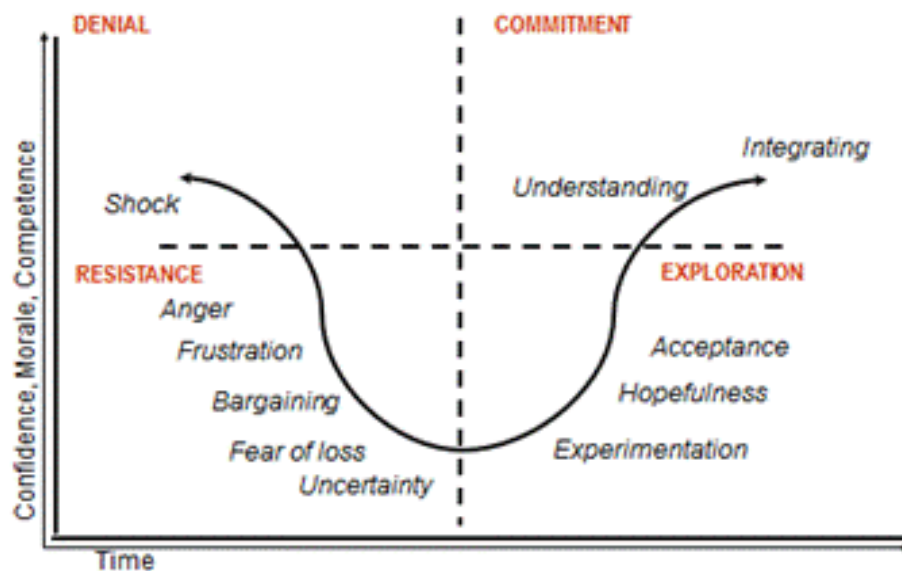 DENIAL
COMMITMENT
Confidence, Morale, Competence
Integrating
Understanding
Shock
RESISTANCE
EXPLORATION
Anger
Acceptance
Frustration
Hopefulness
Bargaining
Fear of loss
Experimentation
Uncertainty
Time